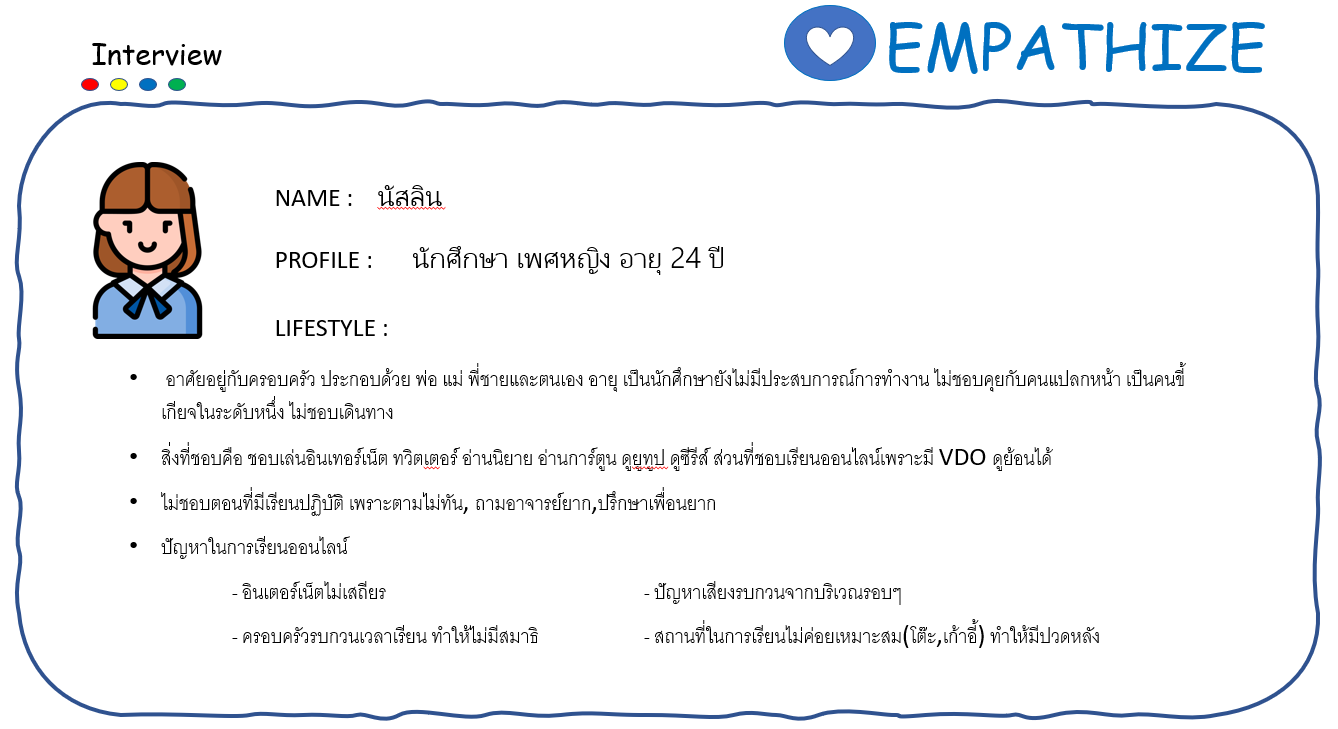 Interview
EMPATHIZE
NAME : นัสลิน
PROFILE : นักศึกษา เพศหญิง อายุ 24 ปี
LIFESTYLE :
• อาศัยอยู่กับครอบครัว ประกอบด้วย พ่อ แม่ พี่ชายและตนเอง อายุ เป็นนักศึกษายังไม่มีประสบการณ์การทำงาน ไม่ชอบคุยกับคนแปลกหน้า เป็นคนขี้
เกียจในระดับหนึ่ง ไม่ชอบเดินทาง
• สิ่งที่ชอบคือ ชอบเล่นอินเทอร์เน็ต ทวิตเตอร์ อ่านนิยาย อ่านการ์ตูน ดูยูทูป ดูซีรีส์ ส่วนที่ชอบเรียนออนไลน์เพราะมี VDO ดูย้อนได้
• ไม่ชอบตอนที่มีเรียนปฏิบัติ เพราะตามไม่ทัน, ถามอาจารย์ยาก,ปรึกษาเพื่อนยาก
• ปัญหาในการเรียนออนไลน์
- อินเตอร์เน็ตไม่เสถียร - ปัญหาเสียงรบกวนจากบริเวณรอบๆ
- ครอบครัวรบกวนเวลาเรียน ทำให้ไม่มีสมาธิ - สถานที่ในการเรียนไม่ค่อยเหมาะสม(โต๊ะ,เก้าอี้) ทำให้มีปวดหลัง